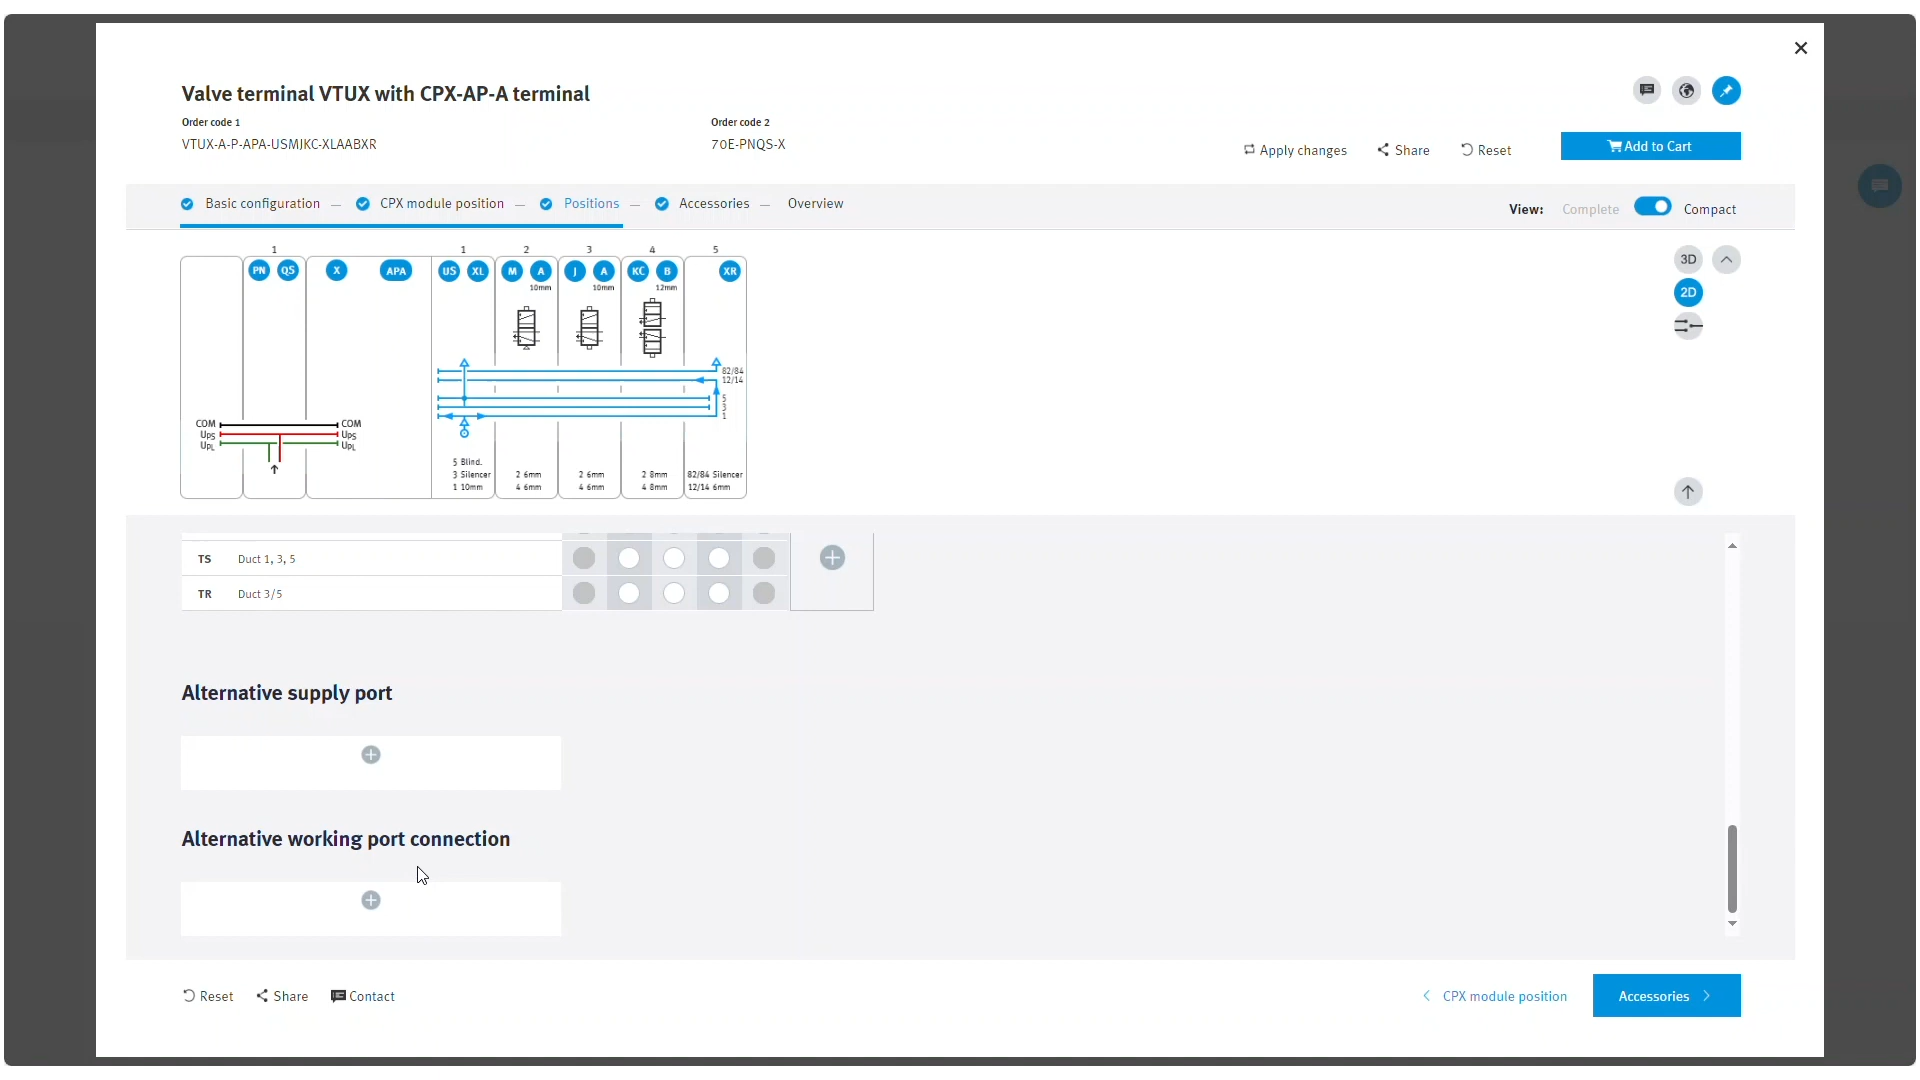 Valve terminal VTUX with CPX-AP-A terminal
Order code 1
Order code 2
VTUX-A-P-APA-USMJKC-XLAABXR
70E-PNQS-X
Apply changes
Share
Reset
Add to Cart
Basic configuration
CPX module position
Positions
Accessories
Overview
View:
Complete
Compact
1
1
2
3
4
5
PN
QS
X
APA
US
XL
M
A
J
A
KC
B
XR
10mm
10mm
12mm
3D
2D
82/84
12/14
5
3
1
COM
COM
UPS
UPS
UPL
UPL
5 Blind.
3 Silencer
2 6mm
2 6mm
2 8mm
82/84 Silencer
1 10mm
4 6mm
4 6mm
4 8mm
12/14 6mm
TS
Duct 1, 3, 5
TR
Duct 3/5
Alternative supply port
Alternative working port connection
Reset
Share
Contact
CPX module position
Accessories